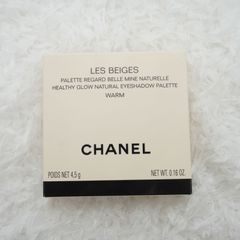 LES BEIGES
PALETTE REGARD BELLE MINE NATURELLE
HEALTHY GLOW NATURAL EYESHADOW PALETTE
WARM
CHANEL
POIDS NET 4,5 g NET WT. 0.16 OZ.